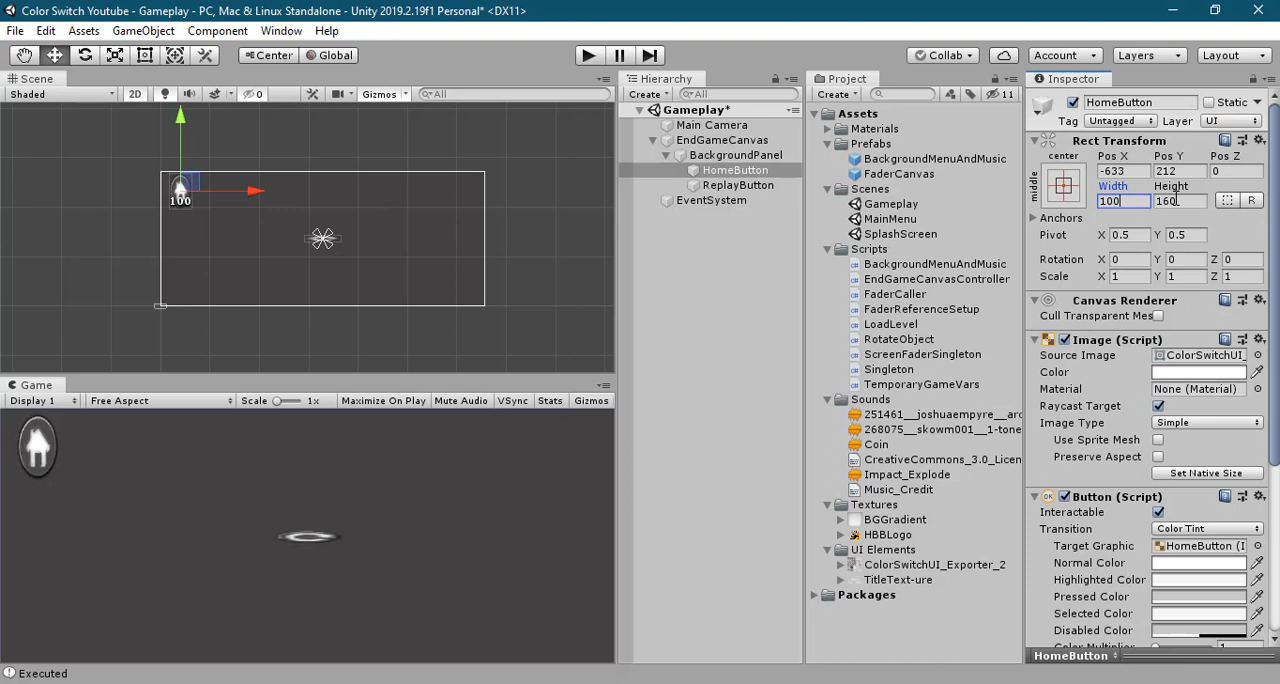 Color Switch Youtube - Gameplay - PC, Mac & Linux Standalone - Unity 2019.2.19f1 Personal* <DX11>
File Edit Assets GameObject Component Window Help
Center Global Collab Account Layers Layout
Scene
Shaded 2D 0 Gizmos All
100
Game
Display 1 Free Aspect Scale 1x Maximize On Play Mute Audio VSync Stats Gizmos
Hierarchy
Create All
Gameplay*
Main Camera
EndGameCanvas
BackgroundPanel
HomeButton
ReplayButton
EventSystem
Project
Create 11
Assets
Materials
Prefabs
BackgroundMenuAndMusic
FaderCanvas
Scenes
Gameplay
MainMenu
SplashScreen
Scripts
BackgroundMenuAndMusic
EndGameCanvasController
FaderCaller
FaderReferenceSetup
LoadLevel
RotateObject
ScreenFaderSingleton
Singleton
TemporaryGameVars
Sounds
251461__joshuaempyre__arc
268075__skowm001__1-tone
Coin
CreativeCommons_3.0_Licen
Impact_Explode
Music_Credit
Textures
BGGradient
HBBLogo
UI Elements
ColorSwitchUI_Exporter_2
TitleText-ure
Packages
Inspector
HomeButton Static
Tag Untagged Layer UI
Rect Transform
center Pos X Pos Y Pos Z
middle -633 212 0
Width Height
100 160 R
Anchors
Pivot X 0.5 Y 0.5
Rotation X 0 Y 0 Z 0
Scale X 1 Y 1 Z 1
Canvas Renderer
Cull Transparent Mes
Image (Script)
Source Image ColorSwitchUI_
Color
Material None (Material)
Raycast Target
Image Type Simple
Use Sprite Mesh
Preserve Aspect
Set Native Size
Button (Script)
Interactable
Transition Color Tint
Target Graphic HomeButton (I
Normal Color
Highlighted Color
Pressed Color
Selected Color
Disabled Color
Color Multiplier 1
HomeButton
Executed